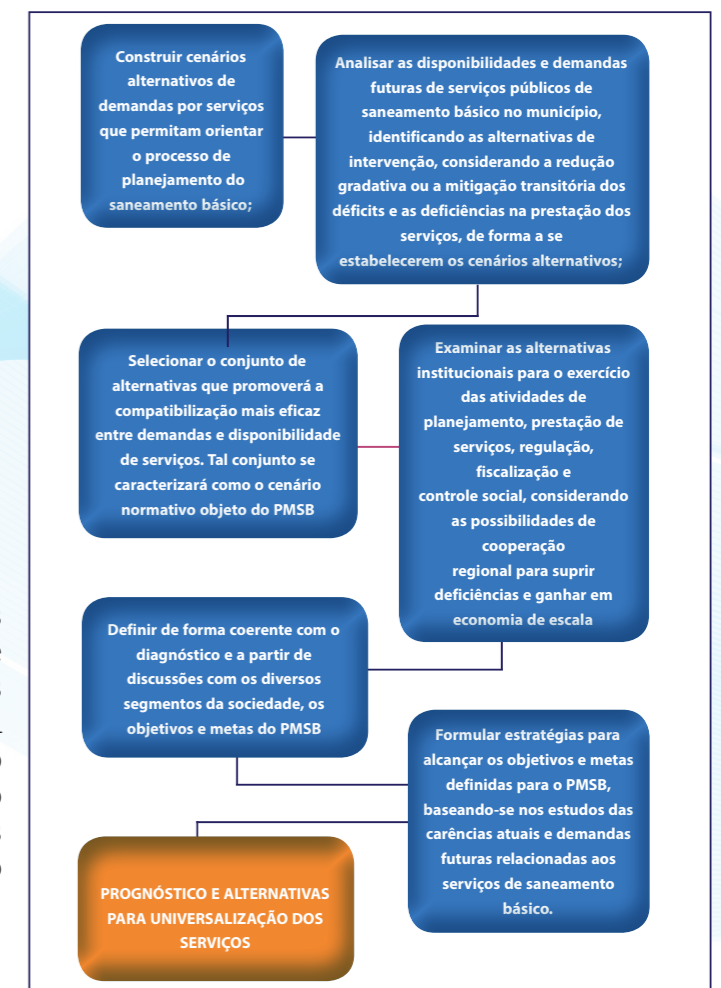 Construir cenários
alternativos de
demandas por serviços
que permitam orientar
o processo de
planejamento do
saneamento básico;
Analisar as disponibilidades e demandas
futuras de serviços públicos de
saneamento básico no município,
identificando as alternativas de
intervenção, considerando a redução
gradativa ou a mitigação transitória dos
déficits e as deficiências na prestação dos
serviços, de forma a se
estabelecerem os cenários alternativos;
Selecionar o conjunto de
alternativas que promoverá a
compatibilização mais eficaz
entre demandas e disponibilidade
de serviços. Tal conjunto se
caracterizará como o cenário
normativo objeto do PMSB
Examinar as alternativas
institucionais para o exercício
das atividades de
planejamento, prestação de
serviços, regulação,
fiscalização e
controle social, considerando
as possibilidades de
cooperação
regional para suprir
deficiências e ganhar em
economia de escala
Definir de forma coerente com o
diagnóstico e a partir de
discussões com os diversos
segmentos da sociedade, os
objetivos e metas do PMSB
Formular estratégias para
alcançar os objetivos e metas
definidas para o PMSB,
baseando-se nos estudos das
carências atuais e demandas
futuras relacionadas aos
serviços de saneamento
básico.
PROGNÓSTICO E ALTERNATIVAS
PARA UNIVERSALIZAÇÃO DOS
SERVIÇOS